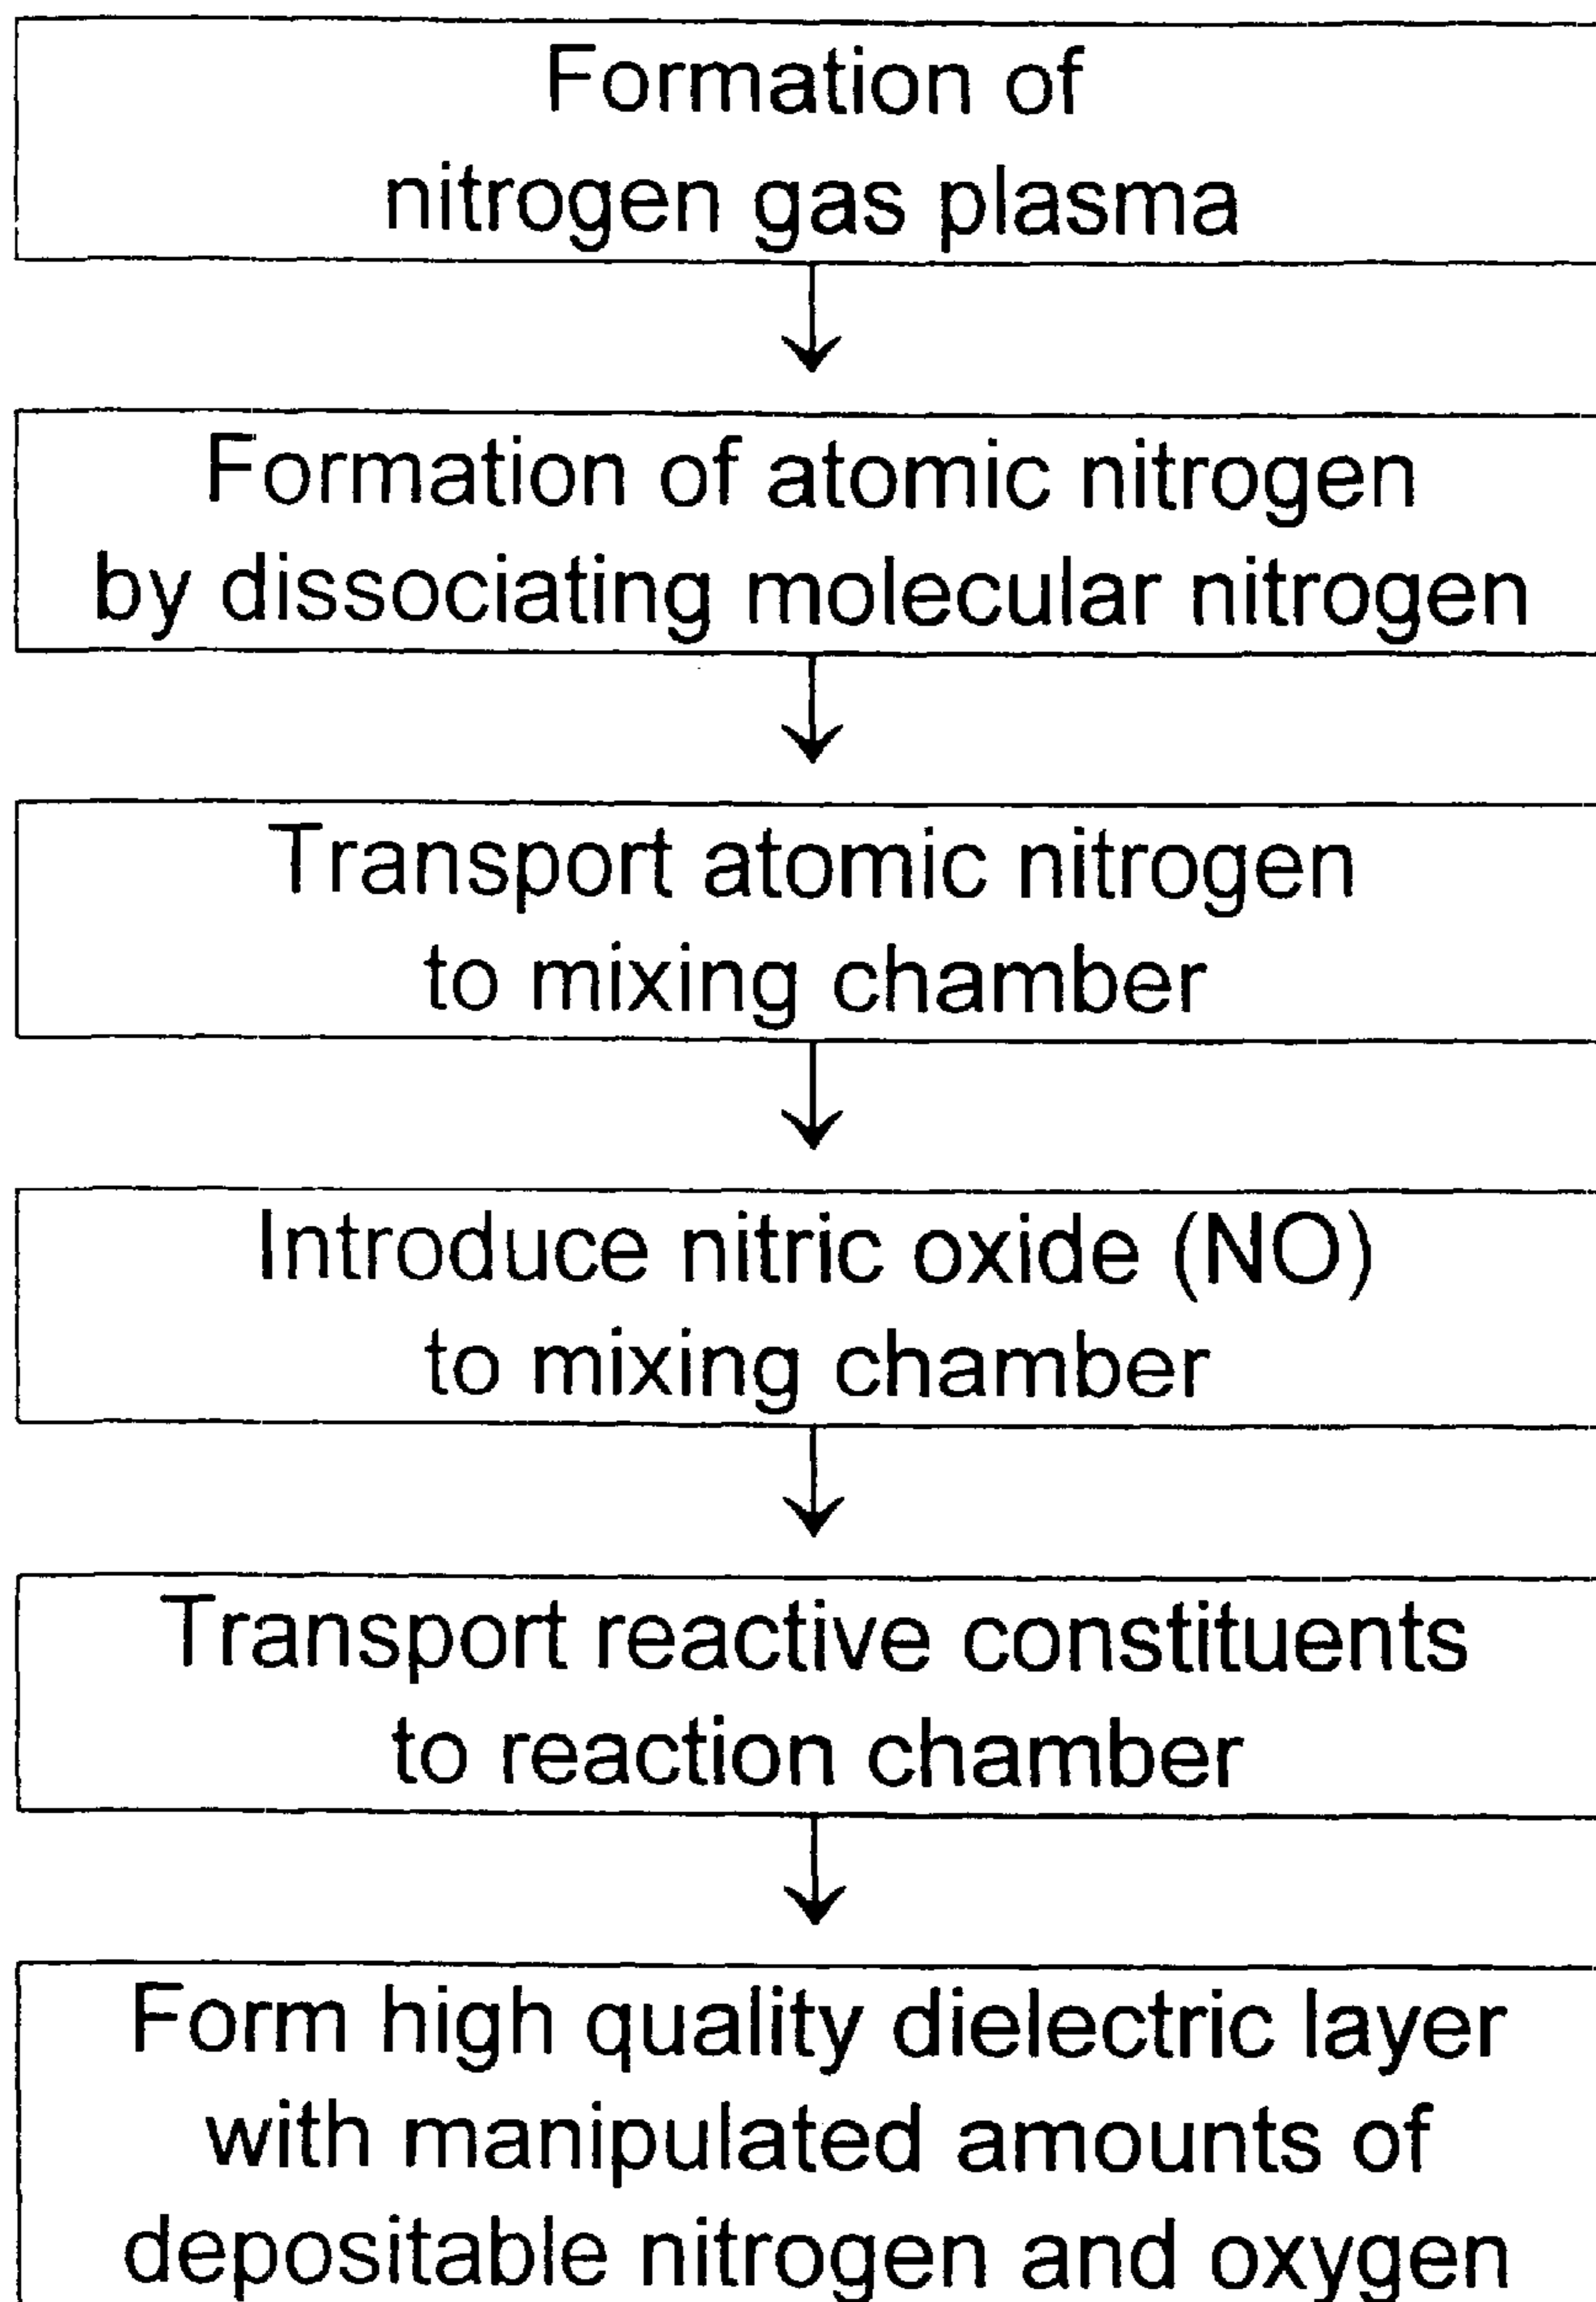 Formation of
nitrogen gas plasma
Formation of atomic nitrogen
by dissociating molecular nitrogen
Transport atomic nitrogen
to mixing chamber
Introduce nitric oxide (NO)
to mixing chamber
Transport reactive constituents
to reaction chamber
Form high quality dielectric layer
with manipulated amounts of
depositable nitrogen and oxygen